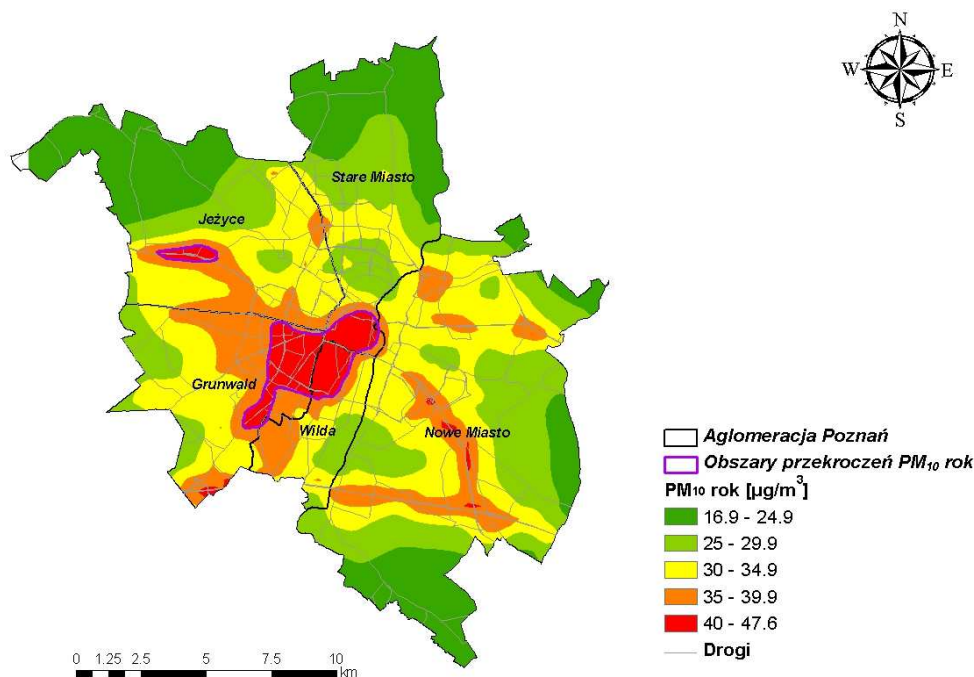 N
W E
S
Stare Miasto
Jeżyce
Grunwald
Wilda
Nowe Miasto
Aglomeracja Poznań
Obszary przekroczeń PM10 rok
PM10 rok [µg/m³]
16.9 - 24.9
25 - 29.9
30 - 34.9
35 - 39.9
40 - 47.6
Drogi
0 1.25 2.5 5 7.5 10
km